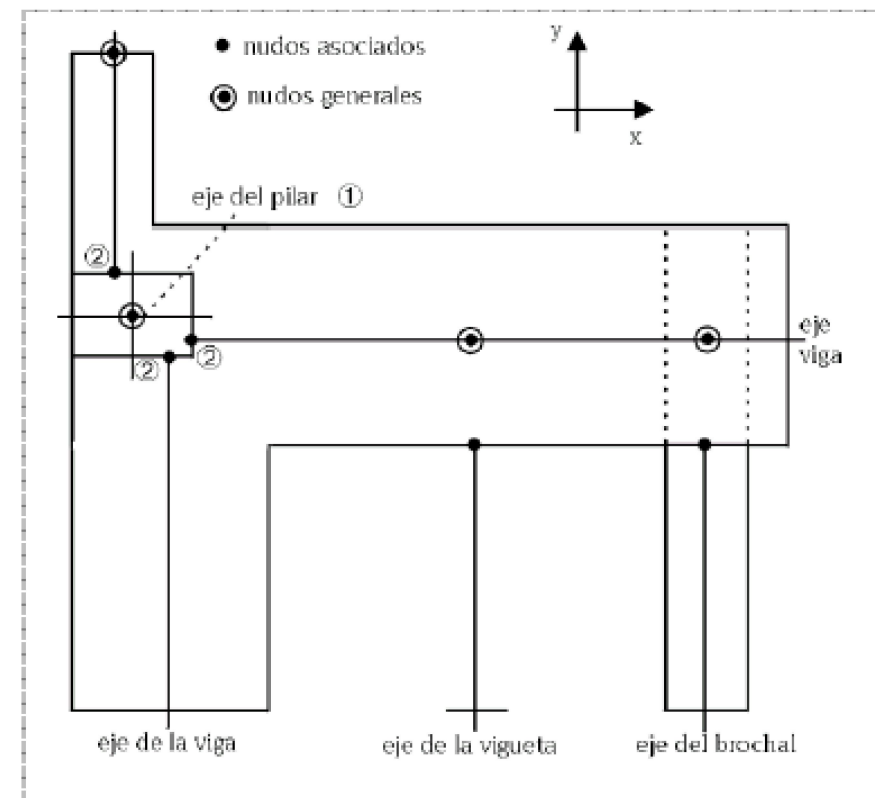 nudos asociados
nudos generales
y
x
eje del pilar ①
②
②
②
eje
viga
eje de la viga
eje de la vigueta
eje del brochal